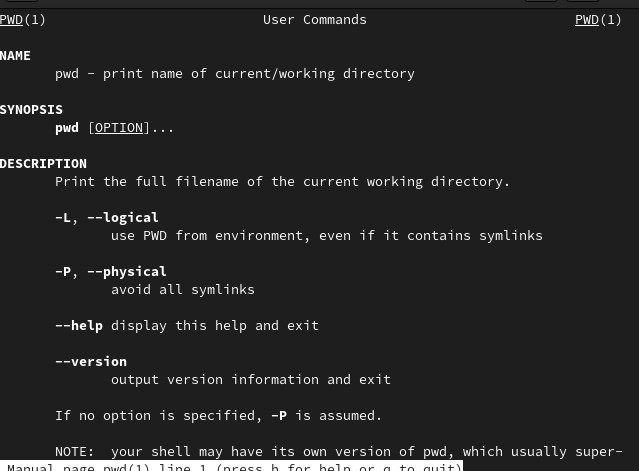 PWD(1) User Commands PWD(1)
NAME
pwd - print name of current/working directory
SYNOPSIS
pwd [OPTION]...
DESCRIPTION
Print the full filename of the current working directory.
-L, --logical
use PWD from environment, even if it contains symlinks
-P, --physical
avoid all symlinks
--help display this help and exit
--version
output version information and exit
If no option is specified, -P is assumed.
NOTE: your shell may have its own version of pwd, which usually super-
Manual page pwd(1) line 1 (press h for help or q to quit)